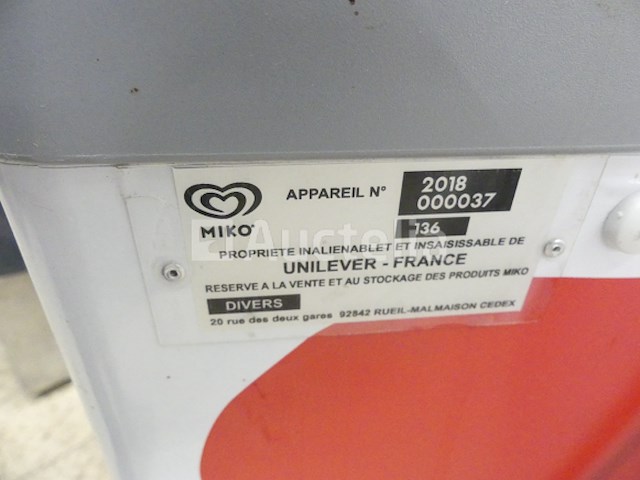 APPAREIL N° 2018
000037
MIKO
136
Auctelia
PROPRIETE INALIENABLET ET INSAISISSABLE DE
UNILEVER - FRANCE
RESERVE A LA VENTE ET AU STOCKAGE DES PRODUITS MIKO
DIVERS
20 rue des deux gares 92842 RUEIL-MALMAISON CEDEX